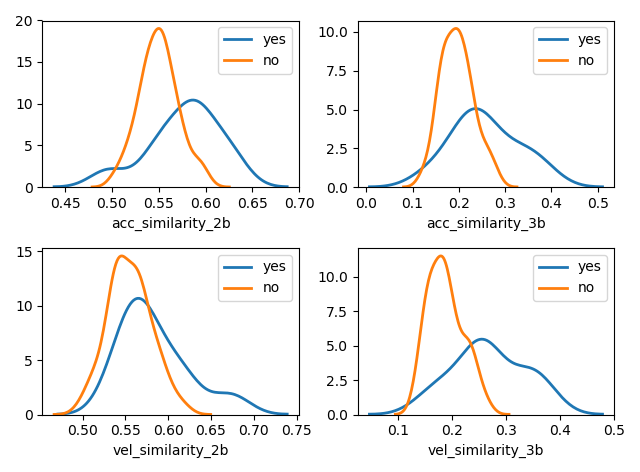 20
15
10
5
0
0.45 0.50 0.55 0.60 0.65 0.70
acc_similarity_2b
yes
no
10.0
7.5
5.0
2.5
0.0
0.0 0.1 0.2 0.3 0.4 0.5
acc_similarity_3b
yes
no
15
10
5
0
0.50 0.55 0.60 0.65 0.70 0.75
vel_similarity_2b
yes
no
10.0
7.5
5.0
2.5
0.0
0.1 0.2 0.3 0.4 0.5
vel_similarity_3b
yes
no